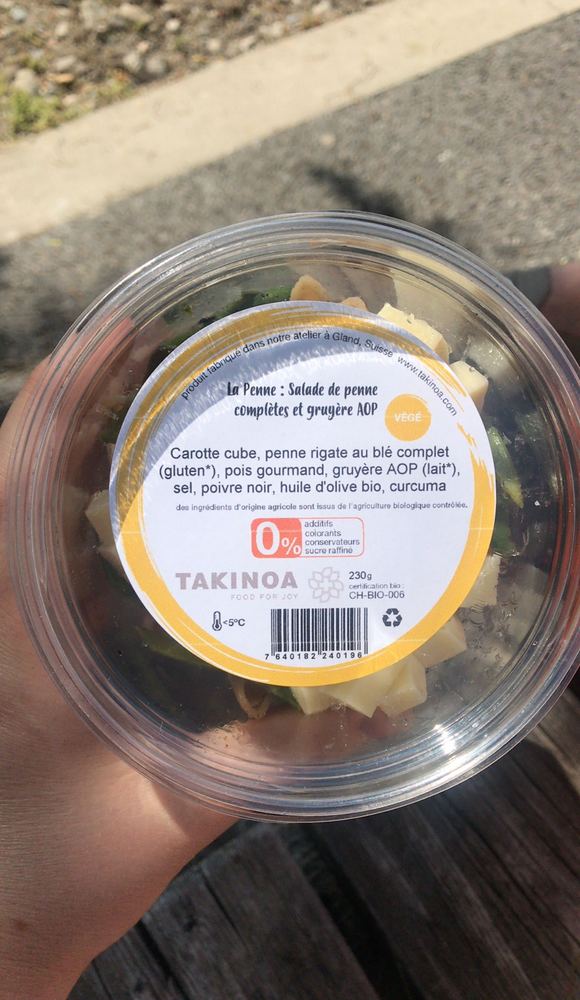 produit fabriqué dans notre atelier à Gland, Suisse www.takinoa.com
La Penne : Salade de penne
complètes et gruyère AOP
VÉGÉ
Carotte cube, penne rigate au blé complet
(gluten*), pois gourmand, gruyère AOP (lait*),
sel, poivre noir, huile d'olive bio, curcuma
des ingrédients d'origine agricole sont issus de l'agriculture biologique contrôlée.
0%
additifs
colorants
conservateurs
sucre raffiné
TAKINOA
FOOD FOR JOY
230g
certification bio :
CH-BIO-006
<5°C
7 640182 240196